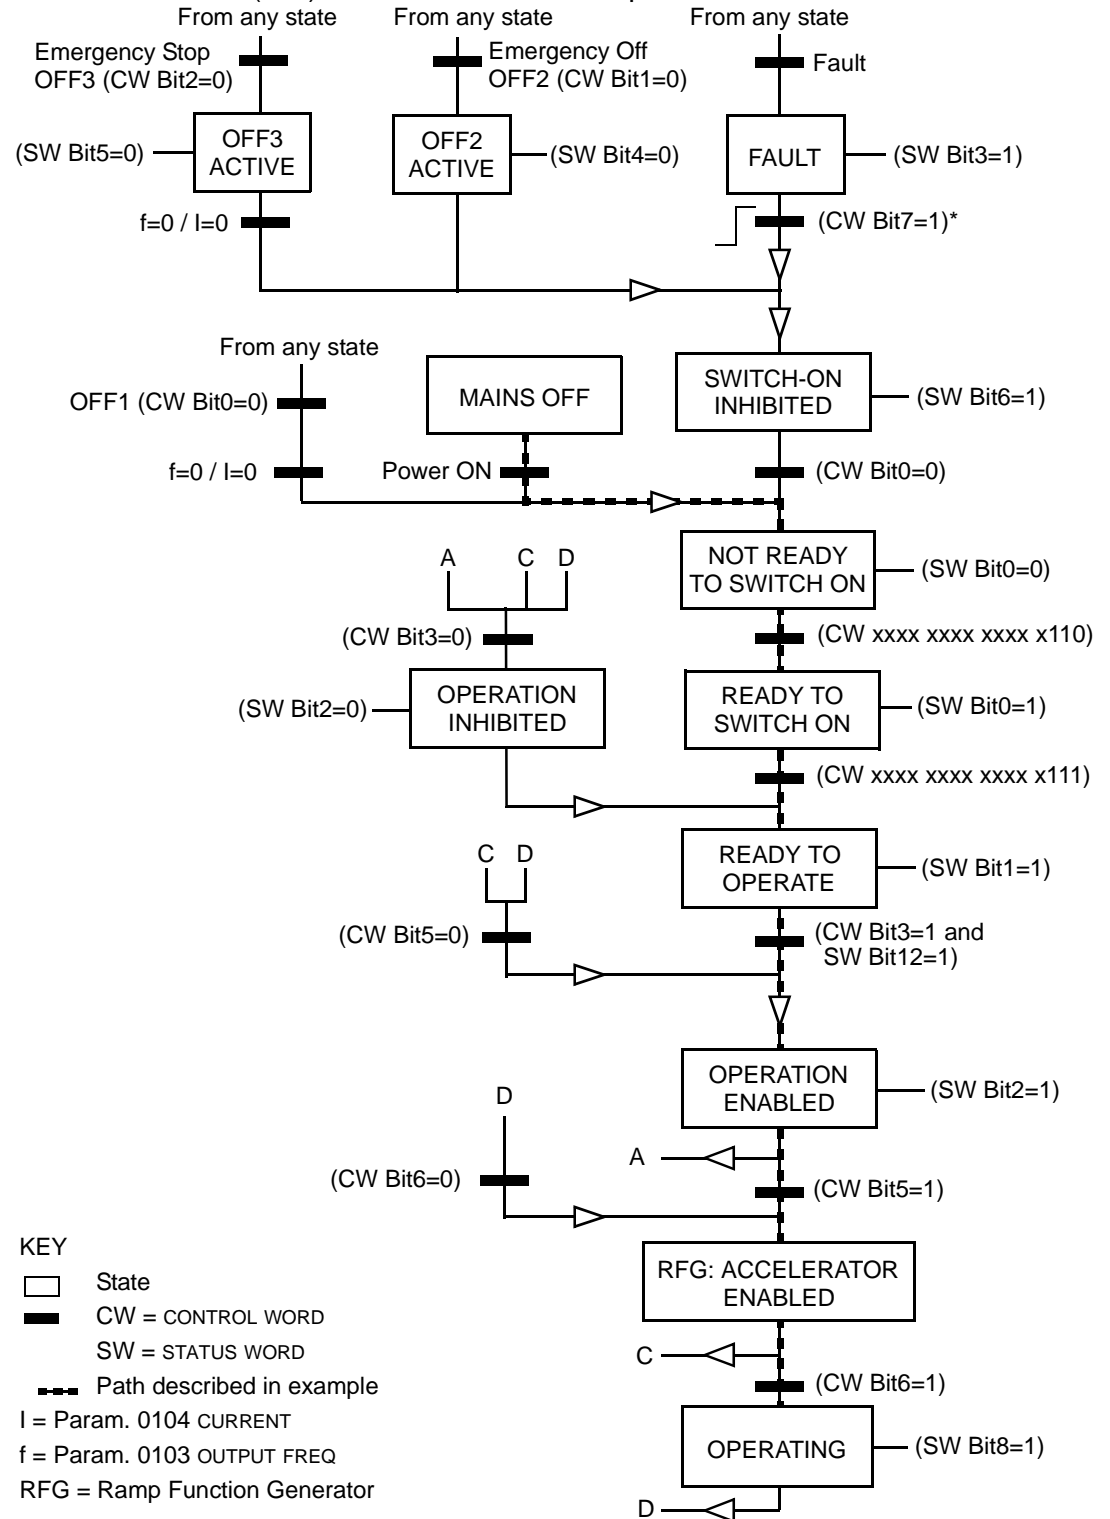 From any state
From any state
From any state
Emergency Stop
OFF3 (CW Bit2=0)
Emergency Off
OFF2 (CW Bit1=0)
Fault
(SW Bit5=0)
OFF3
ACTIVE
OFF2
ACTIVE
(SW Bit4=0)
FAULT
(SW Bit3=1)
f=0 / I=0
(CW Bit7=1)*
From any state
OFF1 (CW Bit0=0)
MAINS OFF
SWITCH-ON
INHIBITED
(SW Bit6=1)
f=0 / I=0
Power ON
(CW Bit0=0)
NOT READY
TO SWITCH ON
(SW Bit0=0)
A
C
D
(CW Bit3=0)
(CW xxxx xxxx xxxx x110)
(SW Bit2=0)
OPERATION
INHIBITED
READY TO
SWITCH ON
(SW Bit0=1)
(CW xxxx xxxx xxxx x111)
READY TO
OPERATE
(SW Bit1=1)
C
D
(CW Bit5=0)
(CW Bit3=1 and
SW Bit12=1)
OPERATION
ENABLED
(SW Bit2=1)
D
A
(CW Bit6=0)
(CW Bit5=1)
RFG: ACCELERATOR
ENABLED
C
(CW Bit6=1)
OPERATING
(SW Bit8=1)
D
KEY
State
CW = CONTROL WORD
SW = STATUS WORD
Path described in example
I = Param. 0104 CURRENT
f = Param. 0103 OUTPUT FREQ
RFG = Ramp Function Generator